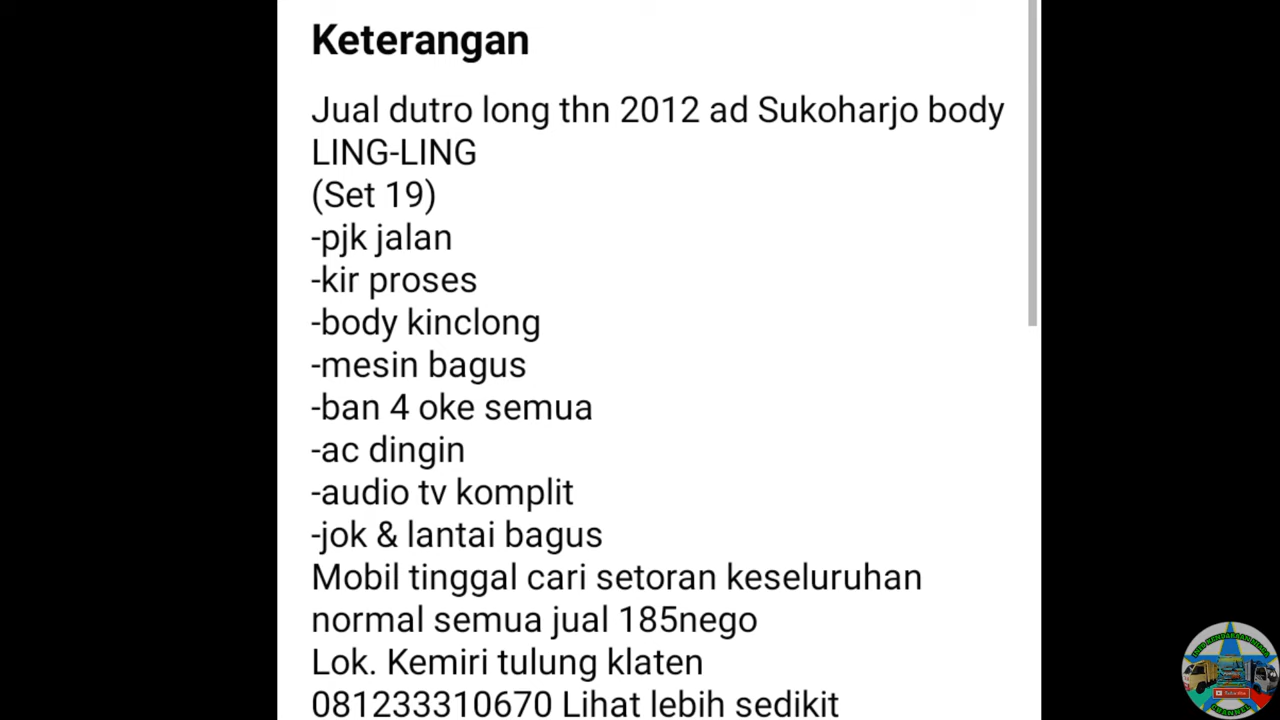 Keterangan
Jual dutro long thn 2012 ad Sukoharjo body
LING-LING
(Set 19)
-pjk jalan
-kir proses
-body kinclong
-mesin bagus
-ban 4 oke semua
-ac dingin
-audio tv komplit
-jok & lantai bagus
Mobil tinggal cari setoran keseluruhan
normal semua jual 185nego
Lok. Kemiri tulung klaten
081233310670 Lihat lebih sedikit
CHANNEL